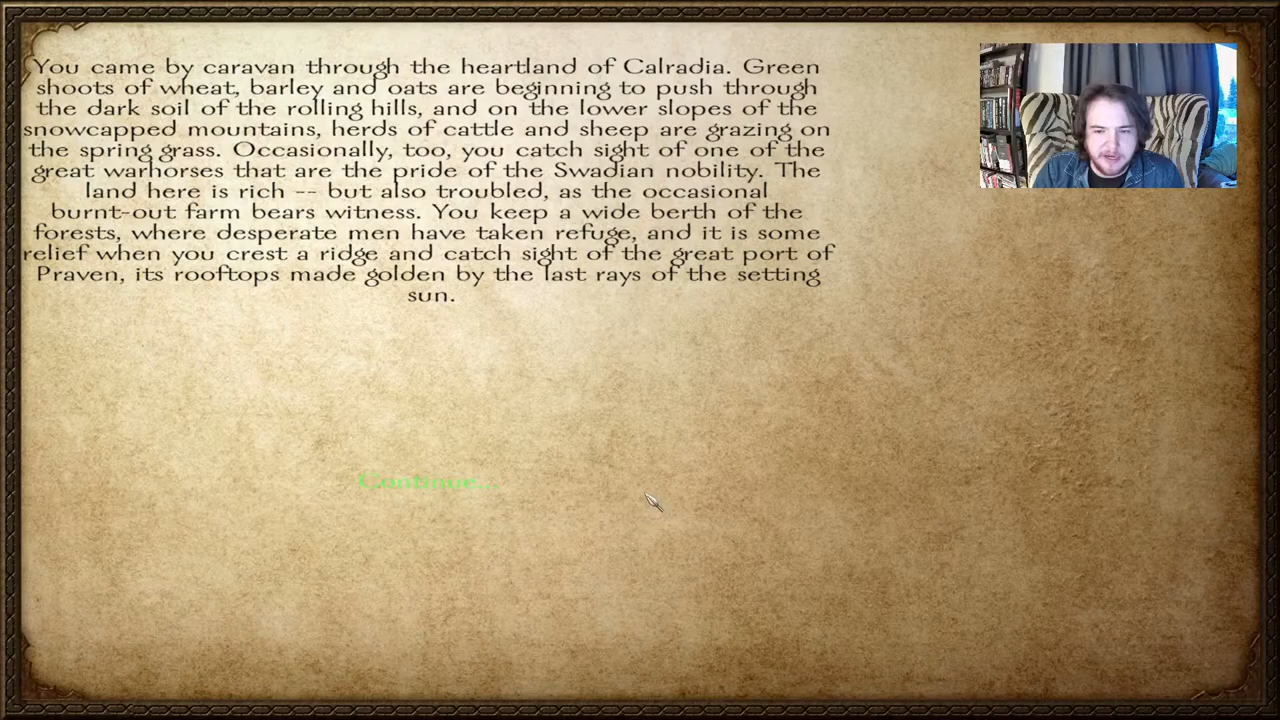 You came by caravan through the heartland of Calradia. Green
shoots of wheat, barley and oats are beginning to push through
the dark soil of the rolling hills, and on the lower slopes of the
snowcapped mountains, herds of cattle and sheep are grazing on
the spring grass. Occasionally, too, you catch sight of one of the
great warhorses that are the pride of the Swadian nobility. The
land here is rich -- but also troubled, as the occasional
burnt-out farm bears witness. You keep a wide berth of the
forests, where desperate men have taken refuge, and it is some
relief when you crest a ridge and catch sight of the great port of
Praven, its rooftops made golden by the last rays of the setting
sun.
Continue...